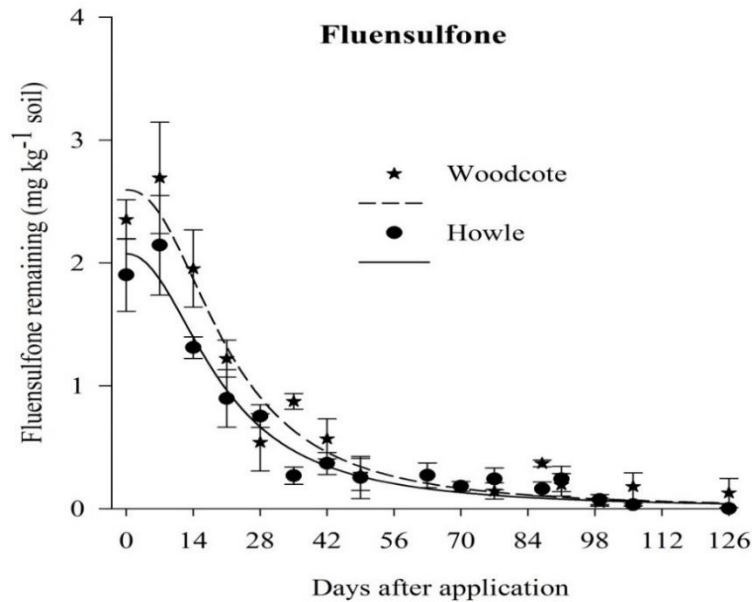 Fluensulfone
Fluensulfone remaining (mg kg-1 soil)
4
3
2
1
0
Woodcote
Howle
0 14 28 42 56 70 84 98 112 126
Days after application